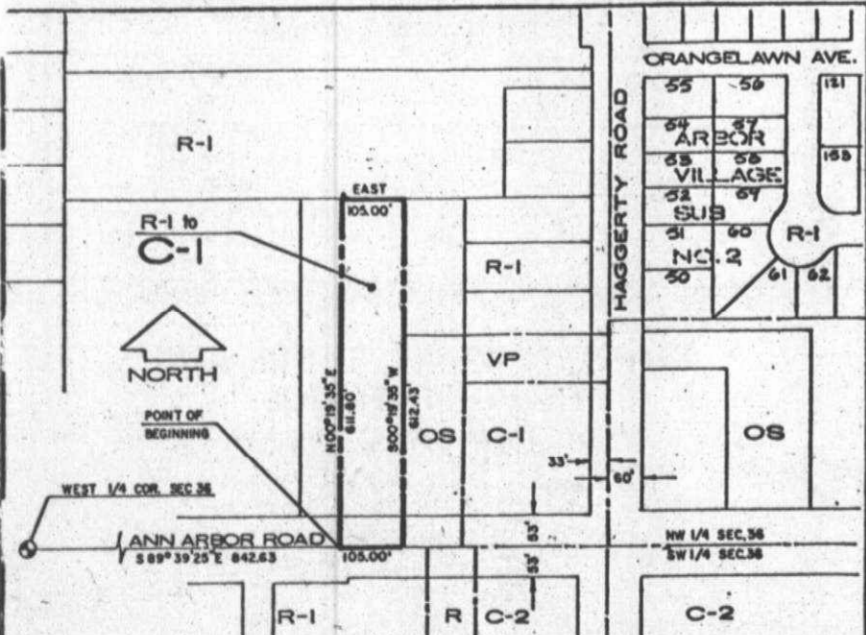 ORANGELAWN AVE.
55 56 121
54 57
ARBOR
53 58 153
VILLAGE
52 59
SUB
51 60 R-1
NO. 2
50 61 62
HAGGERTY ROAD
R-1
EAST
105.00'
R-1 to
C-1
R-1
NORTH
VP
N00°19'35"E
611.80'
S00°19'35"W
612.43'
POINT OF
BEGINNING
OS
C-1
OS
33'
60'
WEST 1/4 COR. SEC 36
ANN ARBOR ROAD
S 89°39'25"E 842.63
105.00'
53'
53'
NW 1/4 SEC, 36
SW 1/4 SEC, 36
R-1
R
C-2
C-2